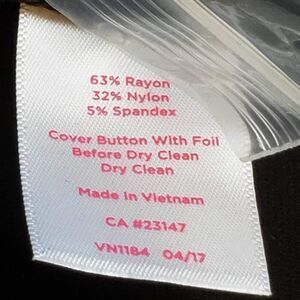 63% Rayon
32% Nylon
5% Spandex
Cover Button With Foil
Before Dry Clean
Dry Clean
Made in Vietnam
CA #23147
VN1184 04/17